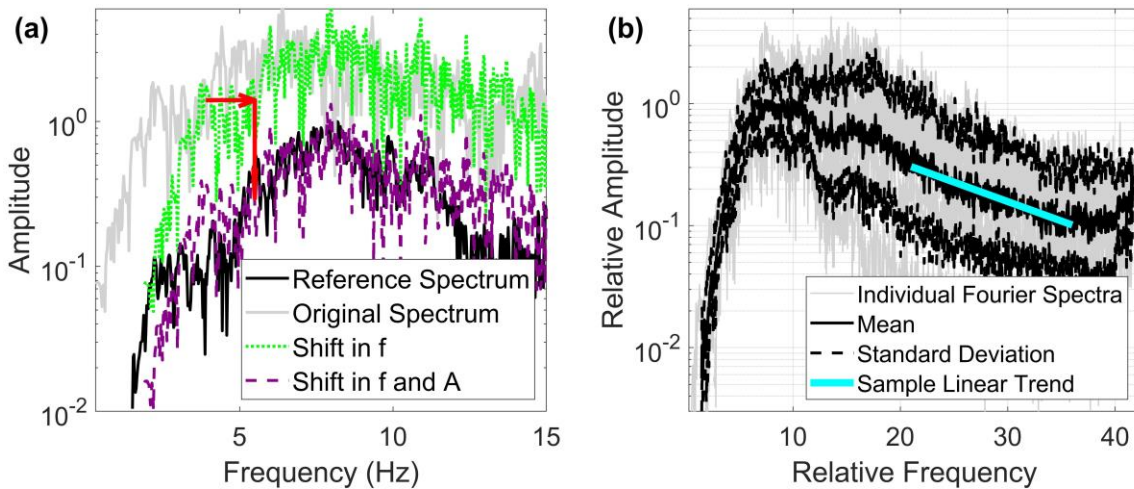 (a)
10^0
10^-1
10^-2
Amplitude
5
10
15
Frequency (Hz)
Reference Spectrum
Original Spectrum
Shift in f
Shift in f and A
(b)
10^0
10^-1
10^-2
Relative Amplitude
10
20
30
40
Relative Frequency
Individual Fourier Spectra
Mean
Standard Deviation
Sample Linear Trend